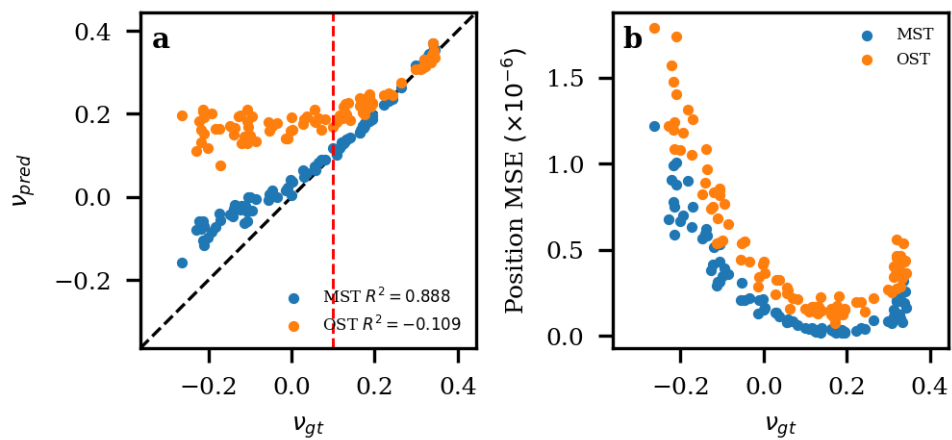 a
0.4
0.2
0.0
−0.2
ν_pred
MST R² = 0.888
OST R² = −0.109
−0.2 0.0 0.2 0.4
ν_gt
b
MST
OST
1.5
1.0
0.5
0.0
Position MSE (×10⁻⁶)
−0.2 0.0 0.2 0.4
ν_gt